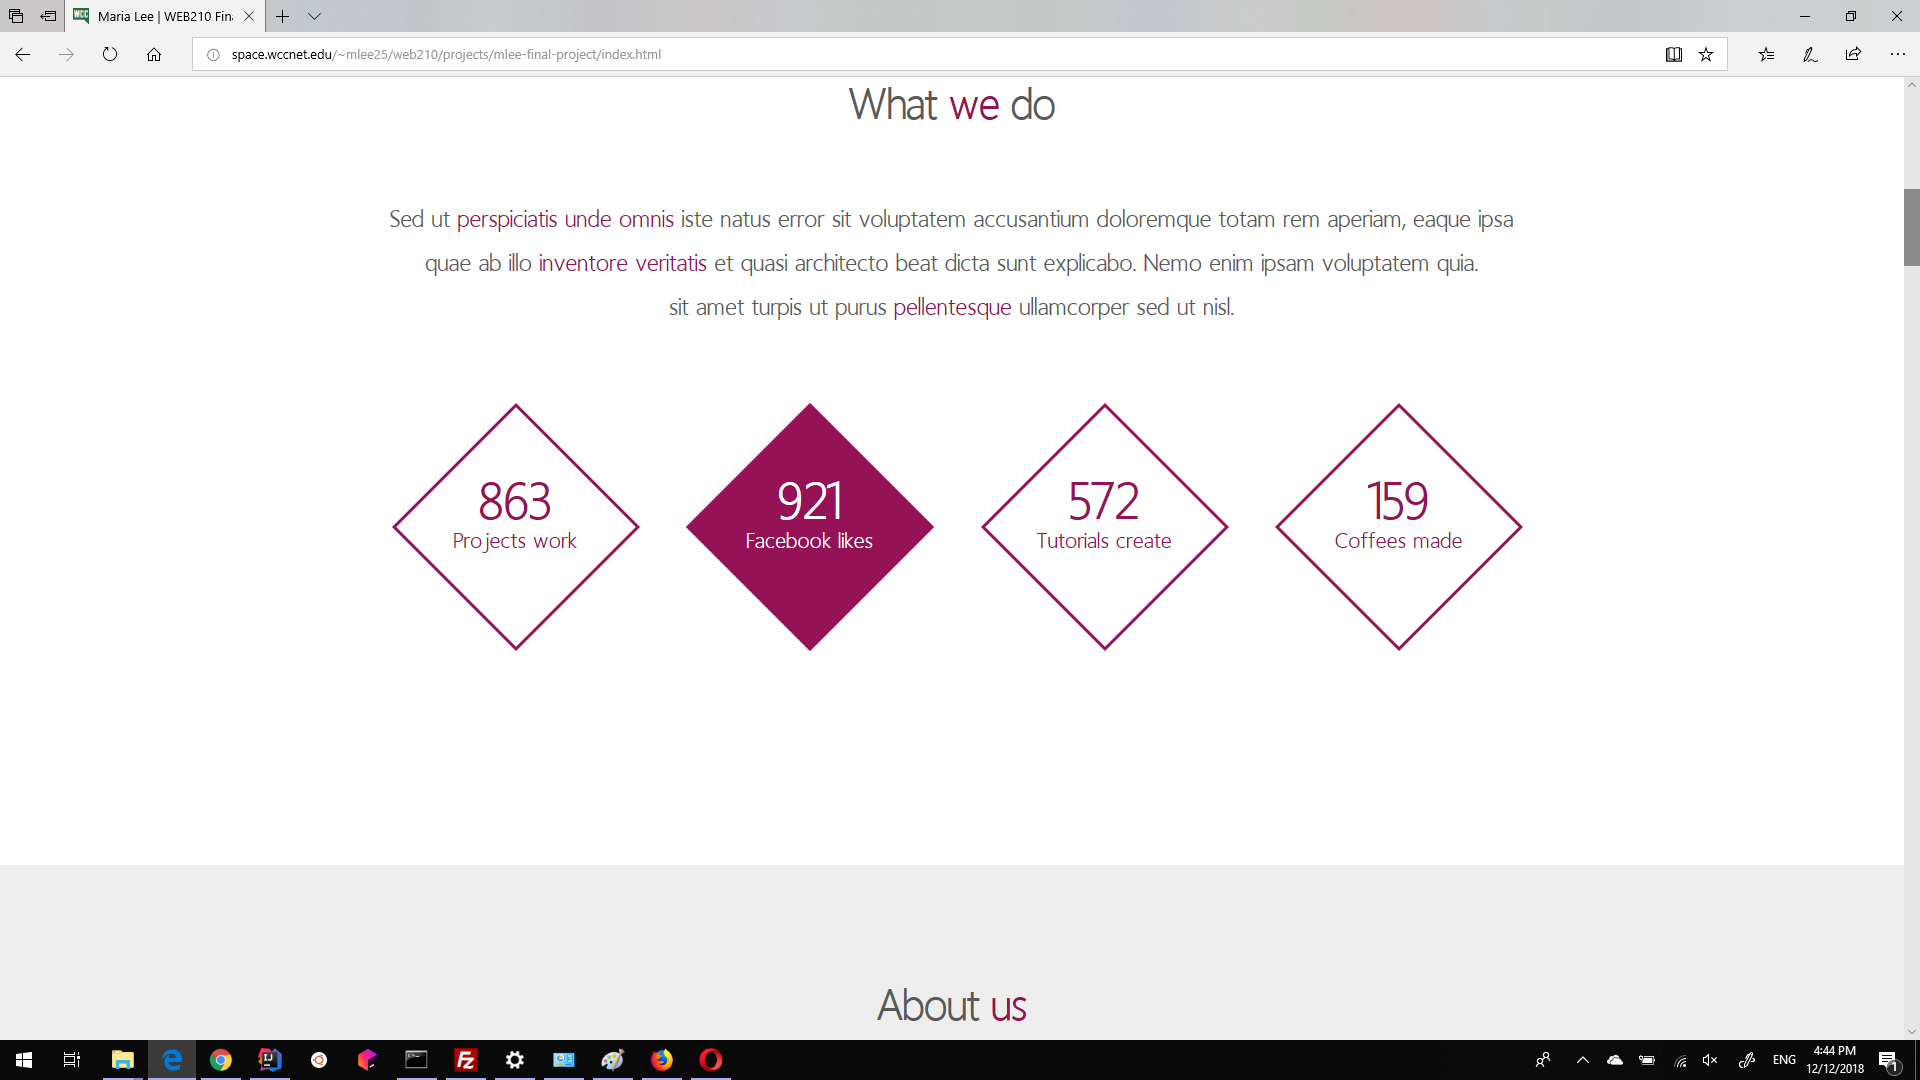 Maria Lee | WEB210 Fin
space.wccnet.edu/~mlee25/web210/projects/mlee-final-project/index.html
What we do
Sed ut perspiciatis unde omnis iste natus error sit voluptatem accusantium doloremque totam rem aperiam, eaque ipsa
quae ab illo inventore veritatis et quasi architecto beat dicta sunt explicabo. Nemo enim ipsam voluptatem quia.
sit amet turpis ut purus pellentesque ullamcorper sed ut nisl.
863
Projects work
921
Facebook likes
572
Tutorials create
159
Coffees made
About us
ENG
4:44 PM
12/12/2018
1